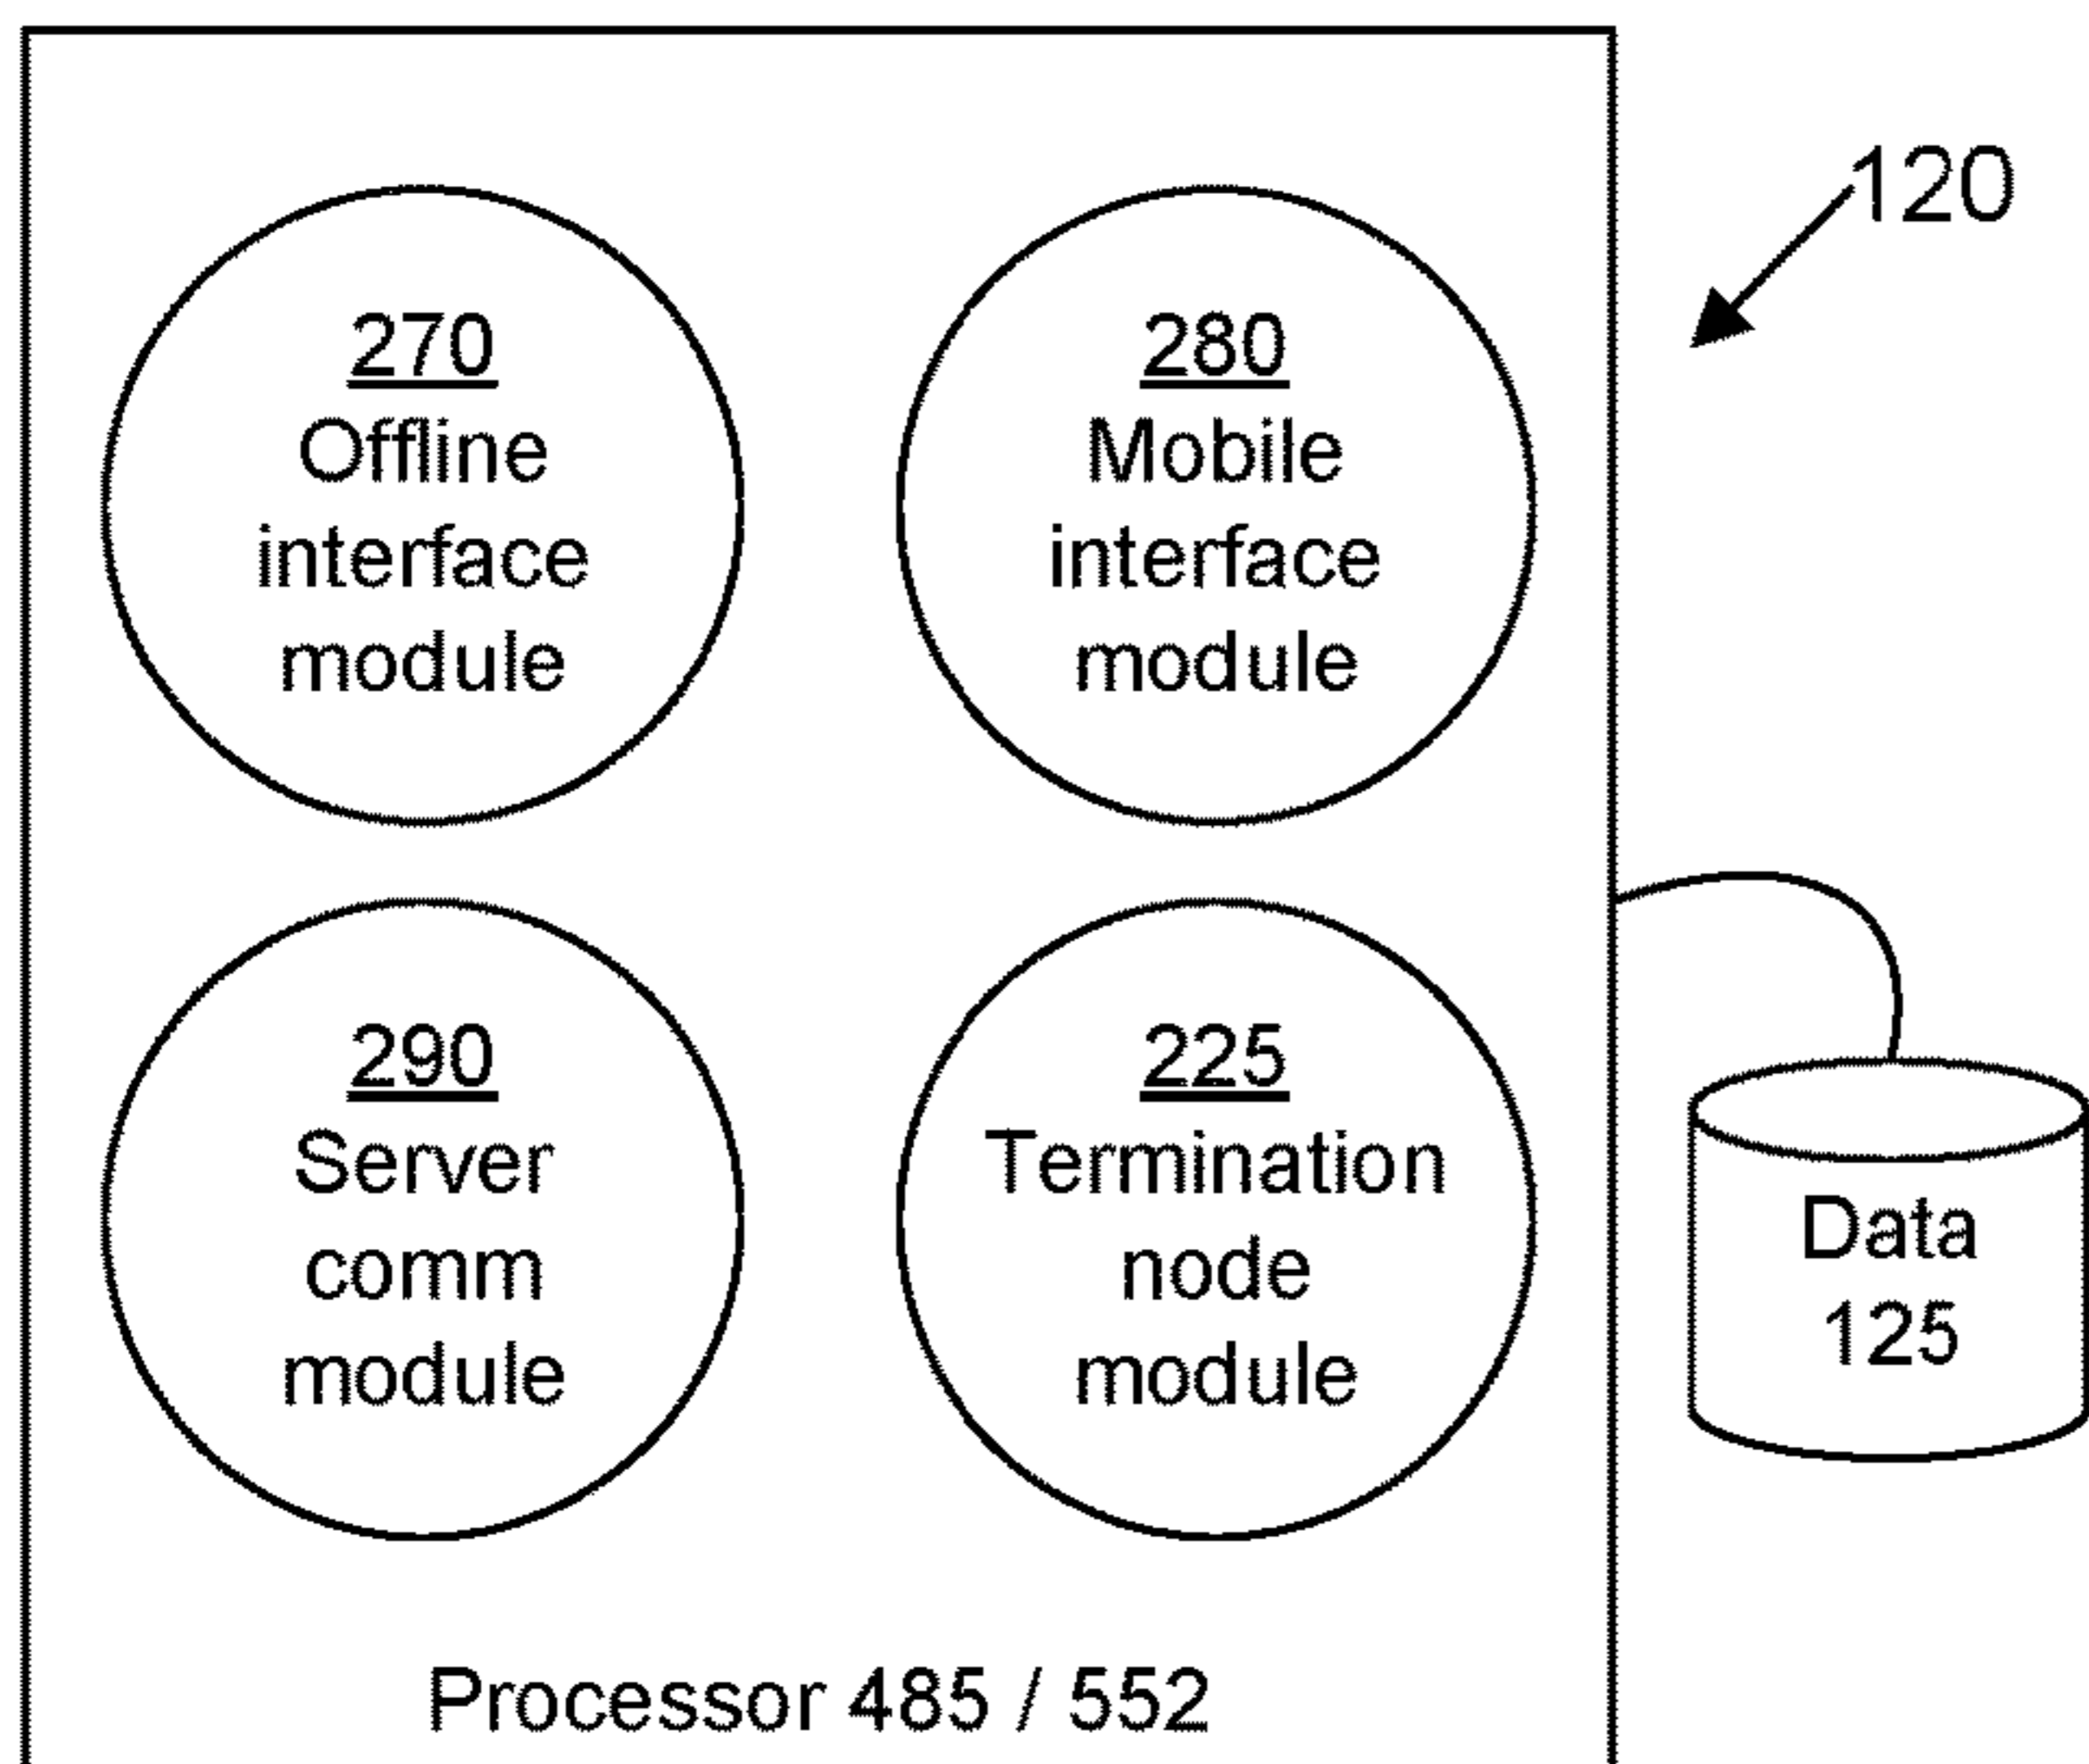 120
270
Offline
interface
module
280
Mobile
interface
module
290
Server
comm
module
225
Termination
node
module
Data
125
Processor 485 / 552